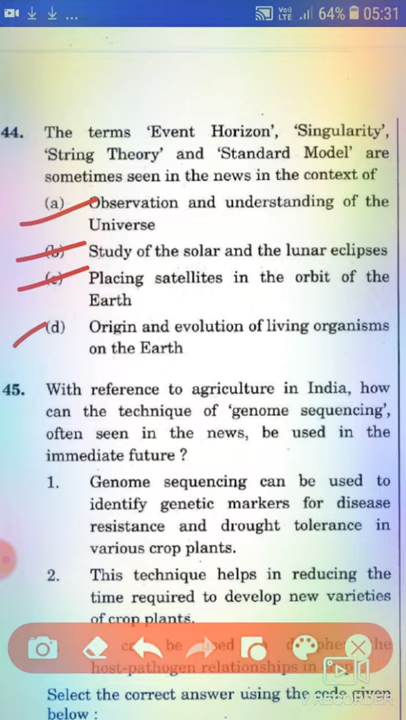 Vo)
LTE
64%
05:31
44. The terms 'Event Horizon', 'Singularity',
'String Theory' and 'Standard Model' are
sometimes seen in the news in the context of
(a) Observation and understanding of the
Universe
(b) Study of the solar and the lunar eclipses
(c) Placing satellites in the orbit of the
Earth
(d) Origin and evolution of living organisms
on the Earth
45. With reference to agriculture in India, how
can the technique of 'genome sequencing',
often seen in the news, be used in the
immediate future ?
1. Genome sequencing can be used to
identify genetic markers for disease
resistance and drought tolerance in
various crop plants.
2. This technique helps in reducing the
time required to develop new varieties
of crop plants.
be used the
host-pathogen relationships in
RECORDER
Select the correct answer using the code given
below :